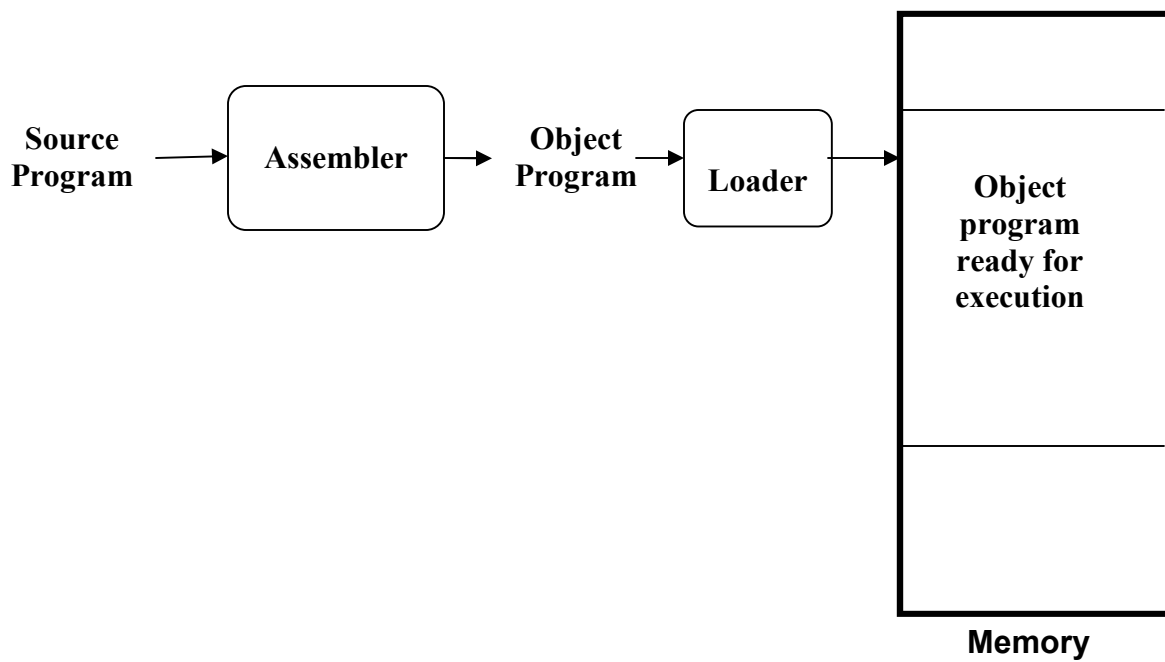 Source
Program
Assembler
Object
Program
Loader
Object
program
ready for
execution
Memory